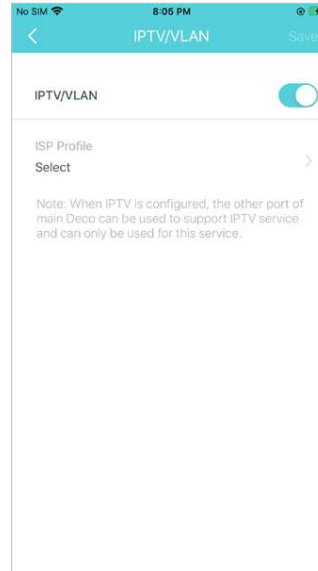 No SIM 8:05 PM
IPTV/VLAN Save
IPTV/VLAN
ISP Profile
Select
Note: When IPTV is configured, the other port of
main Deco can be used to support IPTV service
and can only be used for this service.